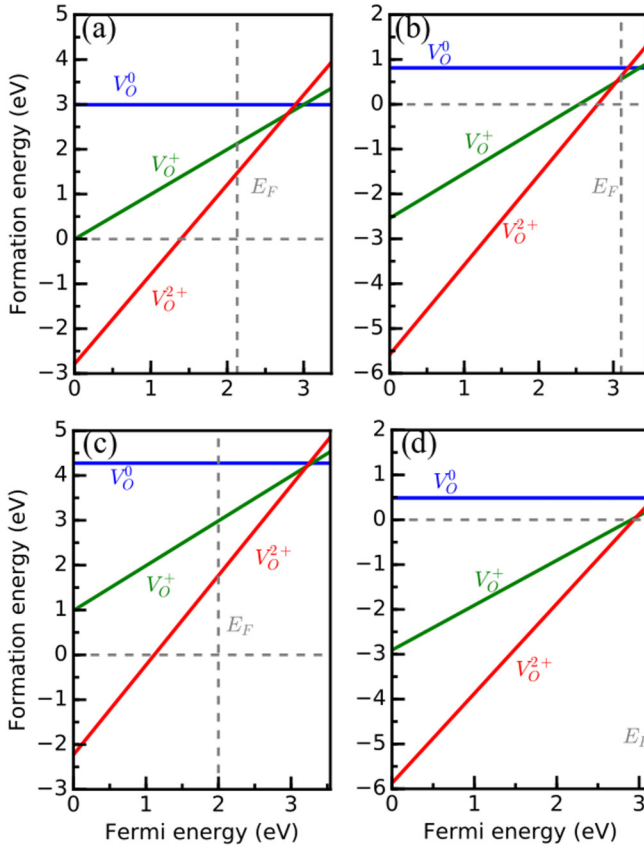 (a)
5
4
3
2
1
0
−1
−2
−3
0
1
2
3
Formation energy (eV)
V_O^0
V_O^+
V_O^{2+}
E_F
(b)
2
1
0
−1
−2
−3
−4
−5
−6
0
1
2
3
V_O^0
V_O^+
V_O^{2+}
E_F
(c)
5
4
3
2
1
0
−1
−2
−3
0
1
2
3
Formation energy (eV)
Fermi energy (eV)
V_O^0
V_O^+
V_O^{2+}
E_F
(d)
2
1
0
−1
−2
−3
−4
−5
−6
0
1
2
3
Fermi energy (eV)
V_O^0
V_O^+
V_O^{2+}